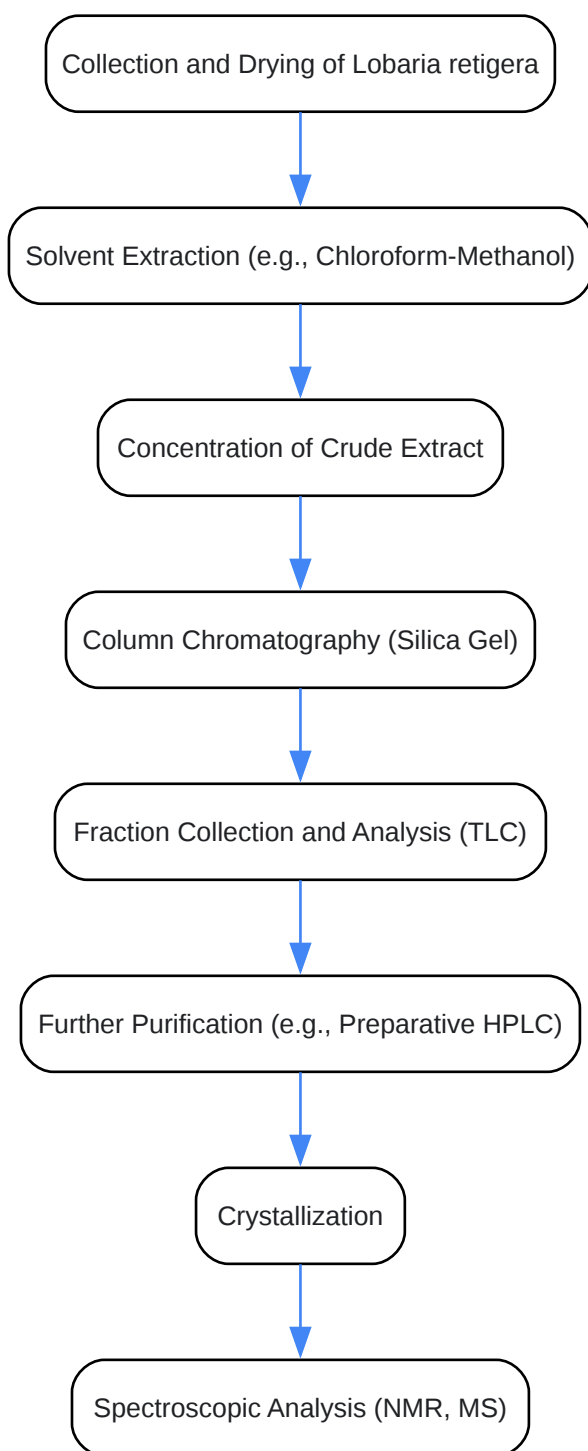 Collection and Drying of Lobaria retigera
Solvent Extraction (e.g., Chloroform-Methanol)
Concentration of Crude Extract
Column Chromatography (Silica Gel)
Fraction Collection and Analysis (TLC)
Further Purification (e.g., Preparative HPLC)
Crystallization
Spectroscopic Analysis (NMR, MS)